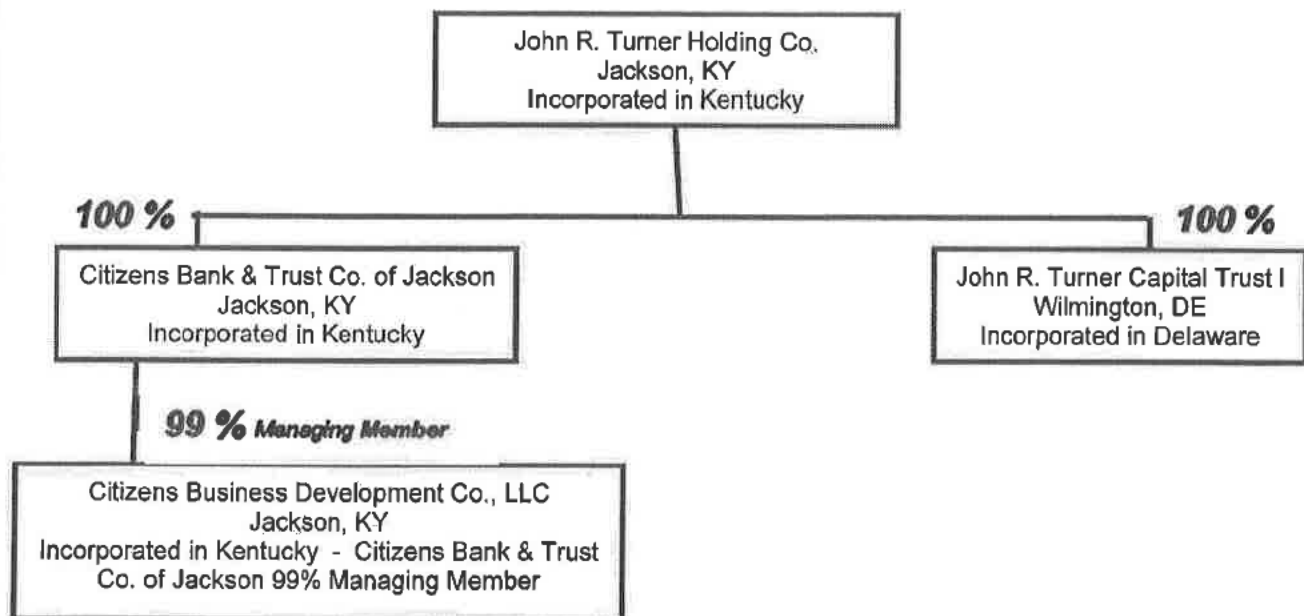 John R. Turner Holding Co.
Jackson, KY
Incorporated in Kentucky
100 %
100 %
Citizens Bank & Trust Co. of Jackson
Jackson, KY
Incorporated in Kentucky
John R. Turner Capital Trust I
Wilmington, DE
Incorporated in Delaware
99 % Managing Member
Citizens Business Development Co., LLC
Jackson, KY
Incorporated in Kentucky - Citizens Bank & Trust
Co. of Jackson 99% Managing Member